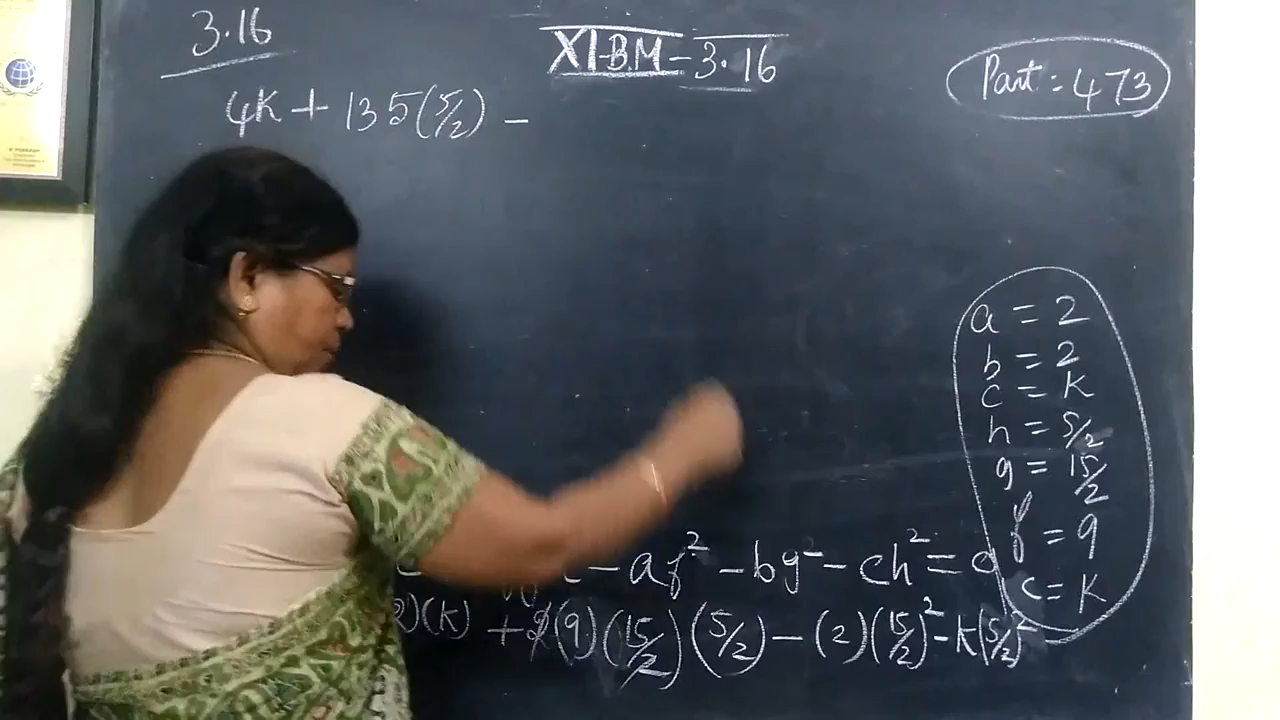 3.16
XI-B.M-3.16
Part: 473
4K + 135(5/2) -
a = 2
b = 2
c = K
h = 5/2
g = 15/2
f = 9
c = K
- af² - bg² - ch² = 0
2)(K) + 2(9)(15/2)(5/2) - (2)(15/2)² - K(5/2)²